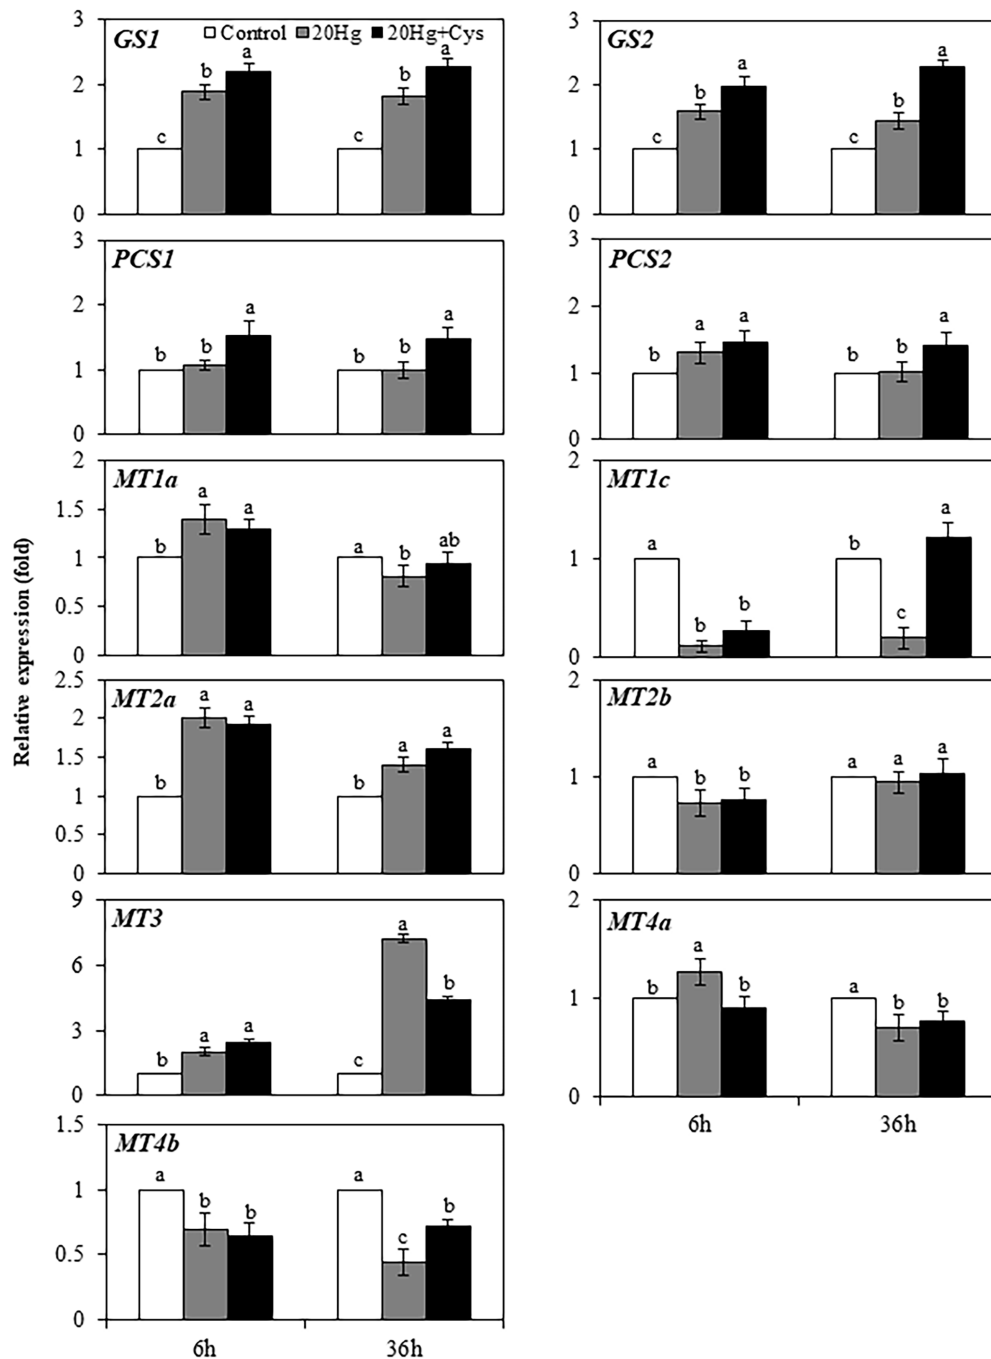 GS1
Control 20Hg 20Hg+Cys
3
2
1
0
c b a c b a
GS2
3
2
1
0
c b a c b a
PCS1
3
2
1
0
b b a b b a
PCS2
3
2
1
0
b a a b b a
Relative expression (fold)
MT1a
2
1.5
1
0.5
0
b a a a b ab
MT1c
2
1
0
a b b b c a
MT2a
2.5
2
1.5
1
0.5
0
b a a b a a
MT2b
2
1
0
a b b a a a
MT3
9
6
3
0
b a a c a b
MT4a
2
1
0
b a b a b b
6h 36h
MT4b
1.5
1
0.5
0
a b b a c b
6h 36h